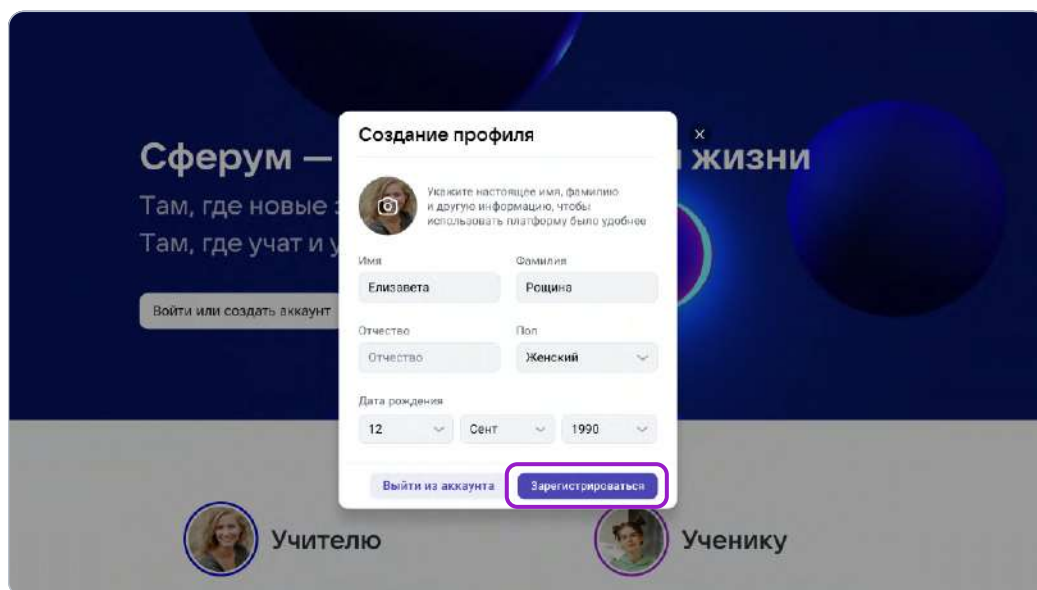 Создание профиля
Сферум —
жизни
Укажите настоящее имя, фамилию
и другую информацию, чтобы
использовать платформу было удобнее
Там, где новые
Там, где учат и у
Имя
Фамилия
Елизавета
Рощина
Войти или создать аккаунт
Отчество
Пол
Отчество
Женский
Дата рождения
12
Сент
1990
Выйти из аккаунта
Зарегистрироваться
Учителю
Ученику